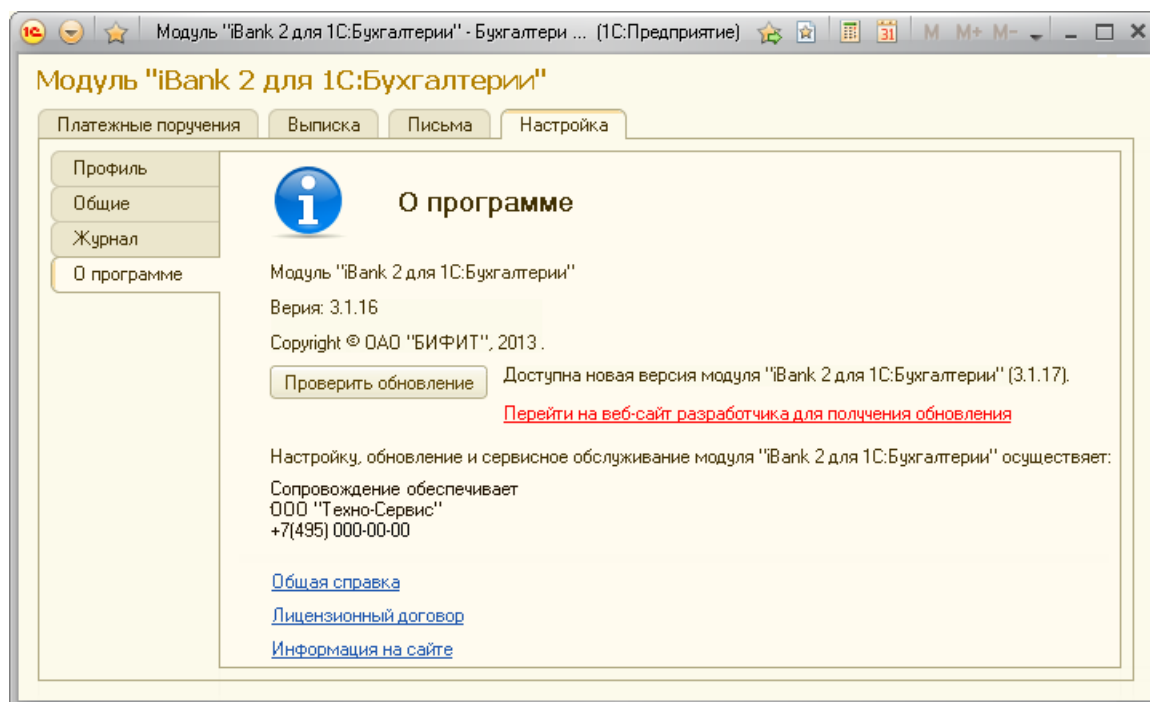 Модуль "iBank 2 для 1С:Бухгалтерии" - Бухгалтери ... (1С:Предприятие) 31 M M+ M-
Модуль "iBank 2 для 1С:Бухгалтерии"
Платежные поручения Выписка Письма Настройка
Профиль
Общие
Журнал
О программе
О программе
Модуль "iBank 2 для 1С:Бухгалтерии"
Верия: 3.1.16
Copyright © ОАО "БИФИТ", 2013 .
Проверить обновление
Доступна новая версия модуля "iBank 2 для 1С:Бухгалтерии" (3.1.17).
Перейти на веб-сайт разработчика для получения обновления
Настройку, обновление и сервисное обслуживание модуля "iBank 2 для 1С:Бухгалтерии" осуществяет:
Сопровождение обеспечивает
ООО "Техно-Сервис"
+7(495) 000-00-00
Общая справка
Лицензионный договор
Информация на сайте